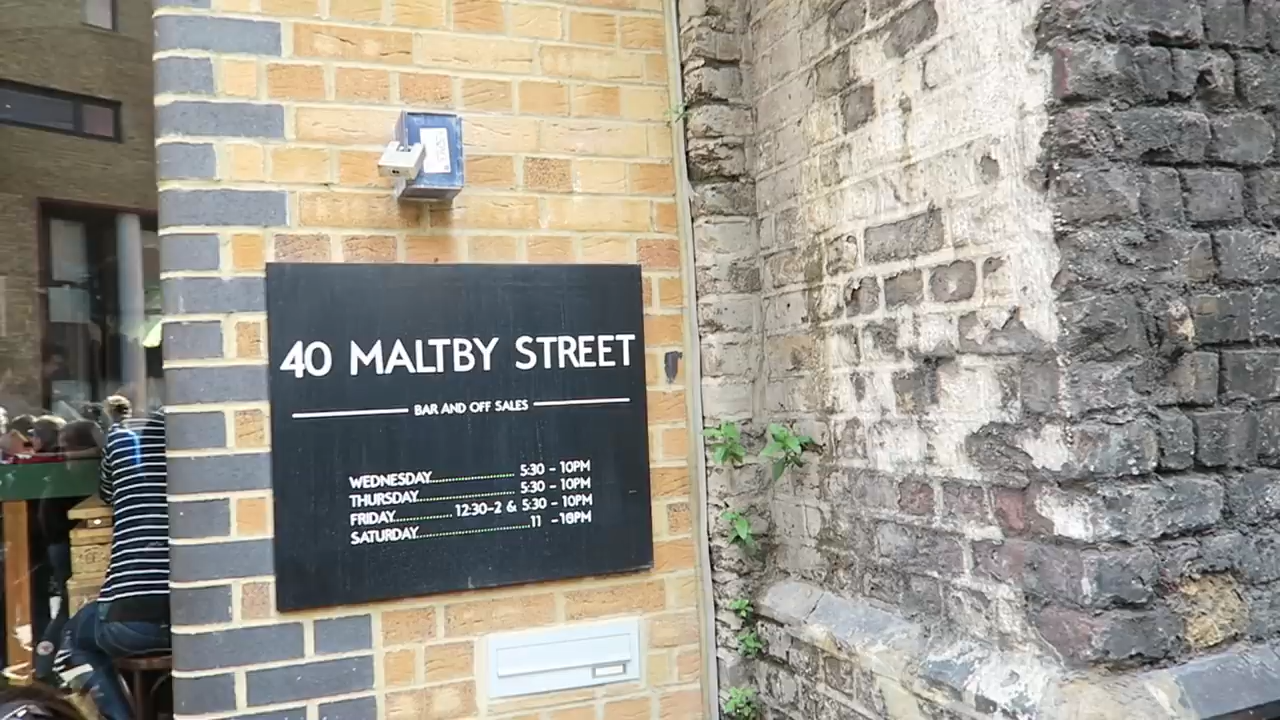 40 MALTBY STREET
BAR AND OFF SALES
WEDNESDAY.......................5:30 - 10PM
THURSDAY.........................5:30 - 10PM
FRIDAY...............12:30-2 & 5:30 - 10PM
SATURDAY.............................11 -10PM